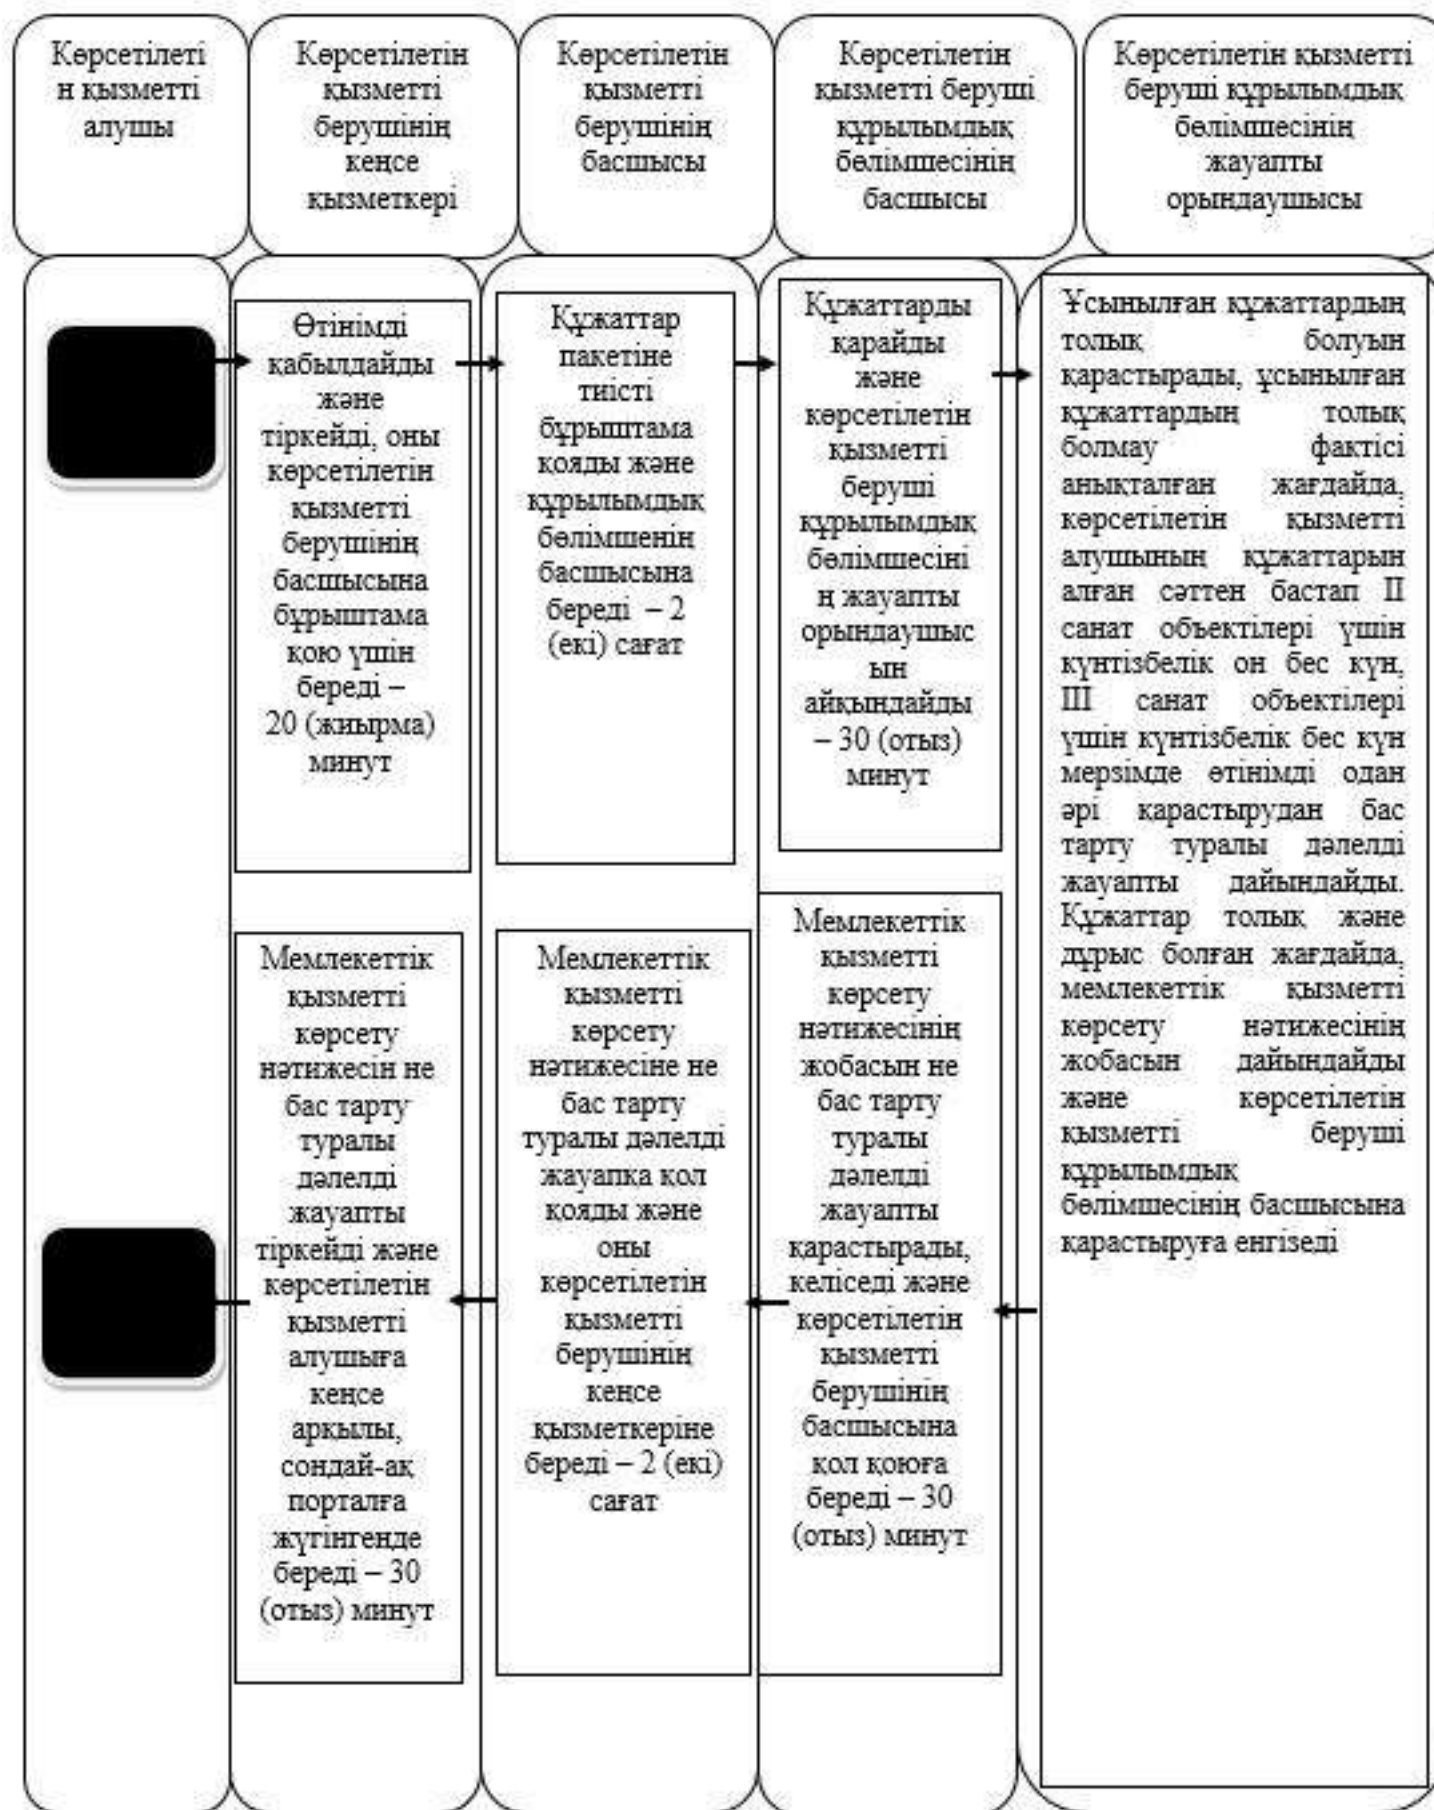 Көрсетілеті
н қызметті
алушы
Көрсетілетін
қызметті
берушінің
кеңсе
қызметкері
Көрсетілетін
қызметті
берушінің
басшысы
Көрсетілетің
қызметті беруші
құрылымдық
бөлімшесінің
басшысы
Көрсетілетін қызметті
беруші құрылымдық
бөлімшесінің
жауапты
орындаушысы
Өтінімді
қабылдайды
және
тіркейді, оны
көрсетілетін
қызметті
берушінің
басшысына
бұрыштама
қою үшін
береді –
20 (жиырма)
минут
Құжаттар
пакетіне
тиісті
бұрыштама
қояды және
құрылымдық
бөлімшенің
басшысына
береді – 2
(екі) сағат
Құжаттарды
қарайды
және
көрсетілетін
қызметті
беруші
құрылымдық
бөлімшесіні
ң жауапты
орындаушыс
ын
айқындайды
– 30 (отыз)
минут
Ұсынылған құжаттардың
толық болуын
қарастырады, ұсынылған
құжаттардың толық
болмау фактісі
анықталған жағдайда,
көрсетілетін қызметті
алушының құжаттарын
алған сәттен бастап II
санат объектілері үшін
күнтізбелік он бес күн,
III санат объектілері
үшін күнтізбелік бес күн
мерзімде өтінімді одан
әрі қарастырудан бас
тарту туралы дәлелді
жауапты дайындайды.
Құжаттар толық және
дұрыс болған жағдайда,
мемлекеттік қызметті
көрсету нәтижесінің
жобасын дайындайды
және көрсетілетін
қызметті беруші
құрылымдық
бөлімшесінің басшысына
қарастыруға енгізеді
Мемлекеттік
қызметті
көрсету
нәтижесінің
жобасын не
бас тарту
туралы
дәлелді
жауапты
қарастырады,
келіседі және
көрсетілетін
қызметті
берушінің
басшысына
қол қоюға
береді – 30
(отыз) минут
Мемлекеттік
қызметті
көрсету
нәтижесіне не
бас тарту
туралы дәлелді
жауапқа қол
қояды және
оны
көрсетілетін
қызметті
берушінің
кеңсе
қызметкеріне
береді – 2 (екі)
сағат
Мемлекеттік
қызметті
көрсету
нәтижесін не
бас тарту
туралы
дәлелді
жауапты
тіркейді және
көрсетілетін
қызметті
алушыға
кеңсе
арқылы,
сондай-ақ
порталға
жүгінгенде
береді – 30
(отыз) минут